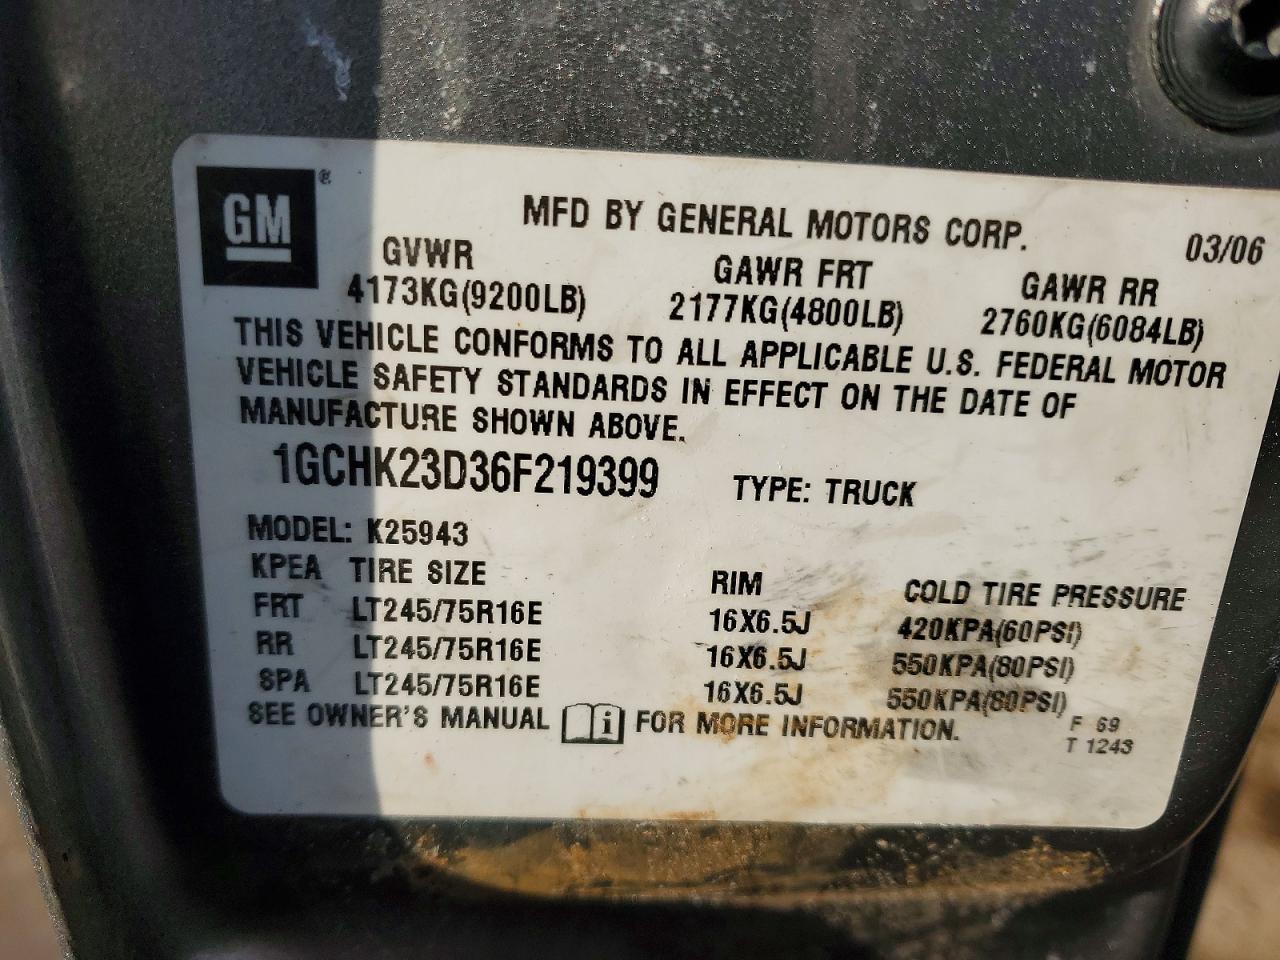 GM ®
MFD BY GENERAL MOTORS CORP. 03/06
GVWR GAWR FRT GAWR RR
4173KG(9200LB) 2177KG(4800LB) 2760KG(6084LB)
THIS VEHICLE CONFORMS TO ALL APPLICABLE U.S. FEDERAL MOTOR
VEHICLE SAFETY STANDARDS IN EFFECT ON THE DATE OF
MANUFACTURE SHOWN ABOVE.
1GCHK23D36F219399 TYPE: TRUCK
MODEL: K25943
KPEA TIRE SIZE RIM COLD TIRE PRESSURE
FRT LT245/75R16E 16X6.5J 420KPA(60PSI)
RR LT245/75R16E 16X6.5J 550KPA(80PSI)
SPA LT245/75R16E 16X6.5J 550KPA(80PSI)
SEE OWNER'S MANUAL i FOR MORE INFORMATION.
F 69
T 1243